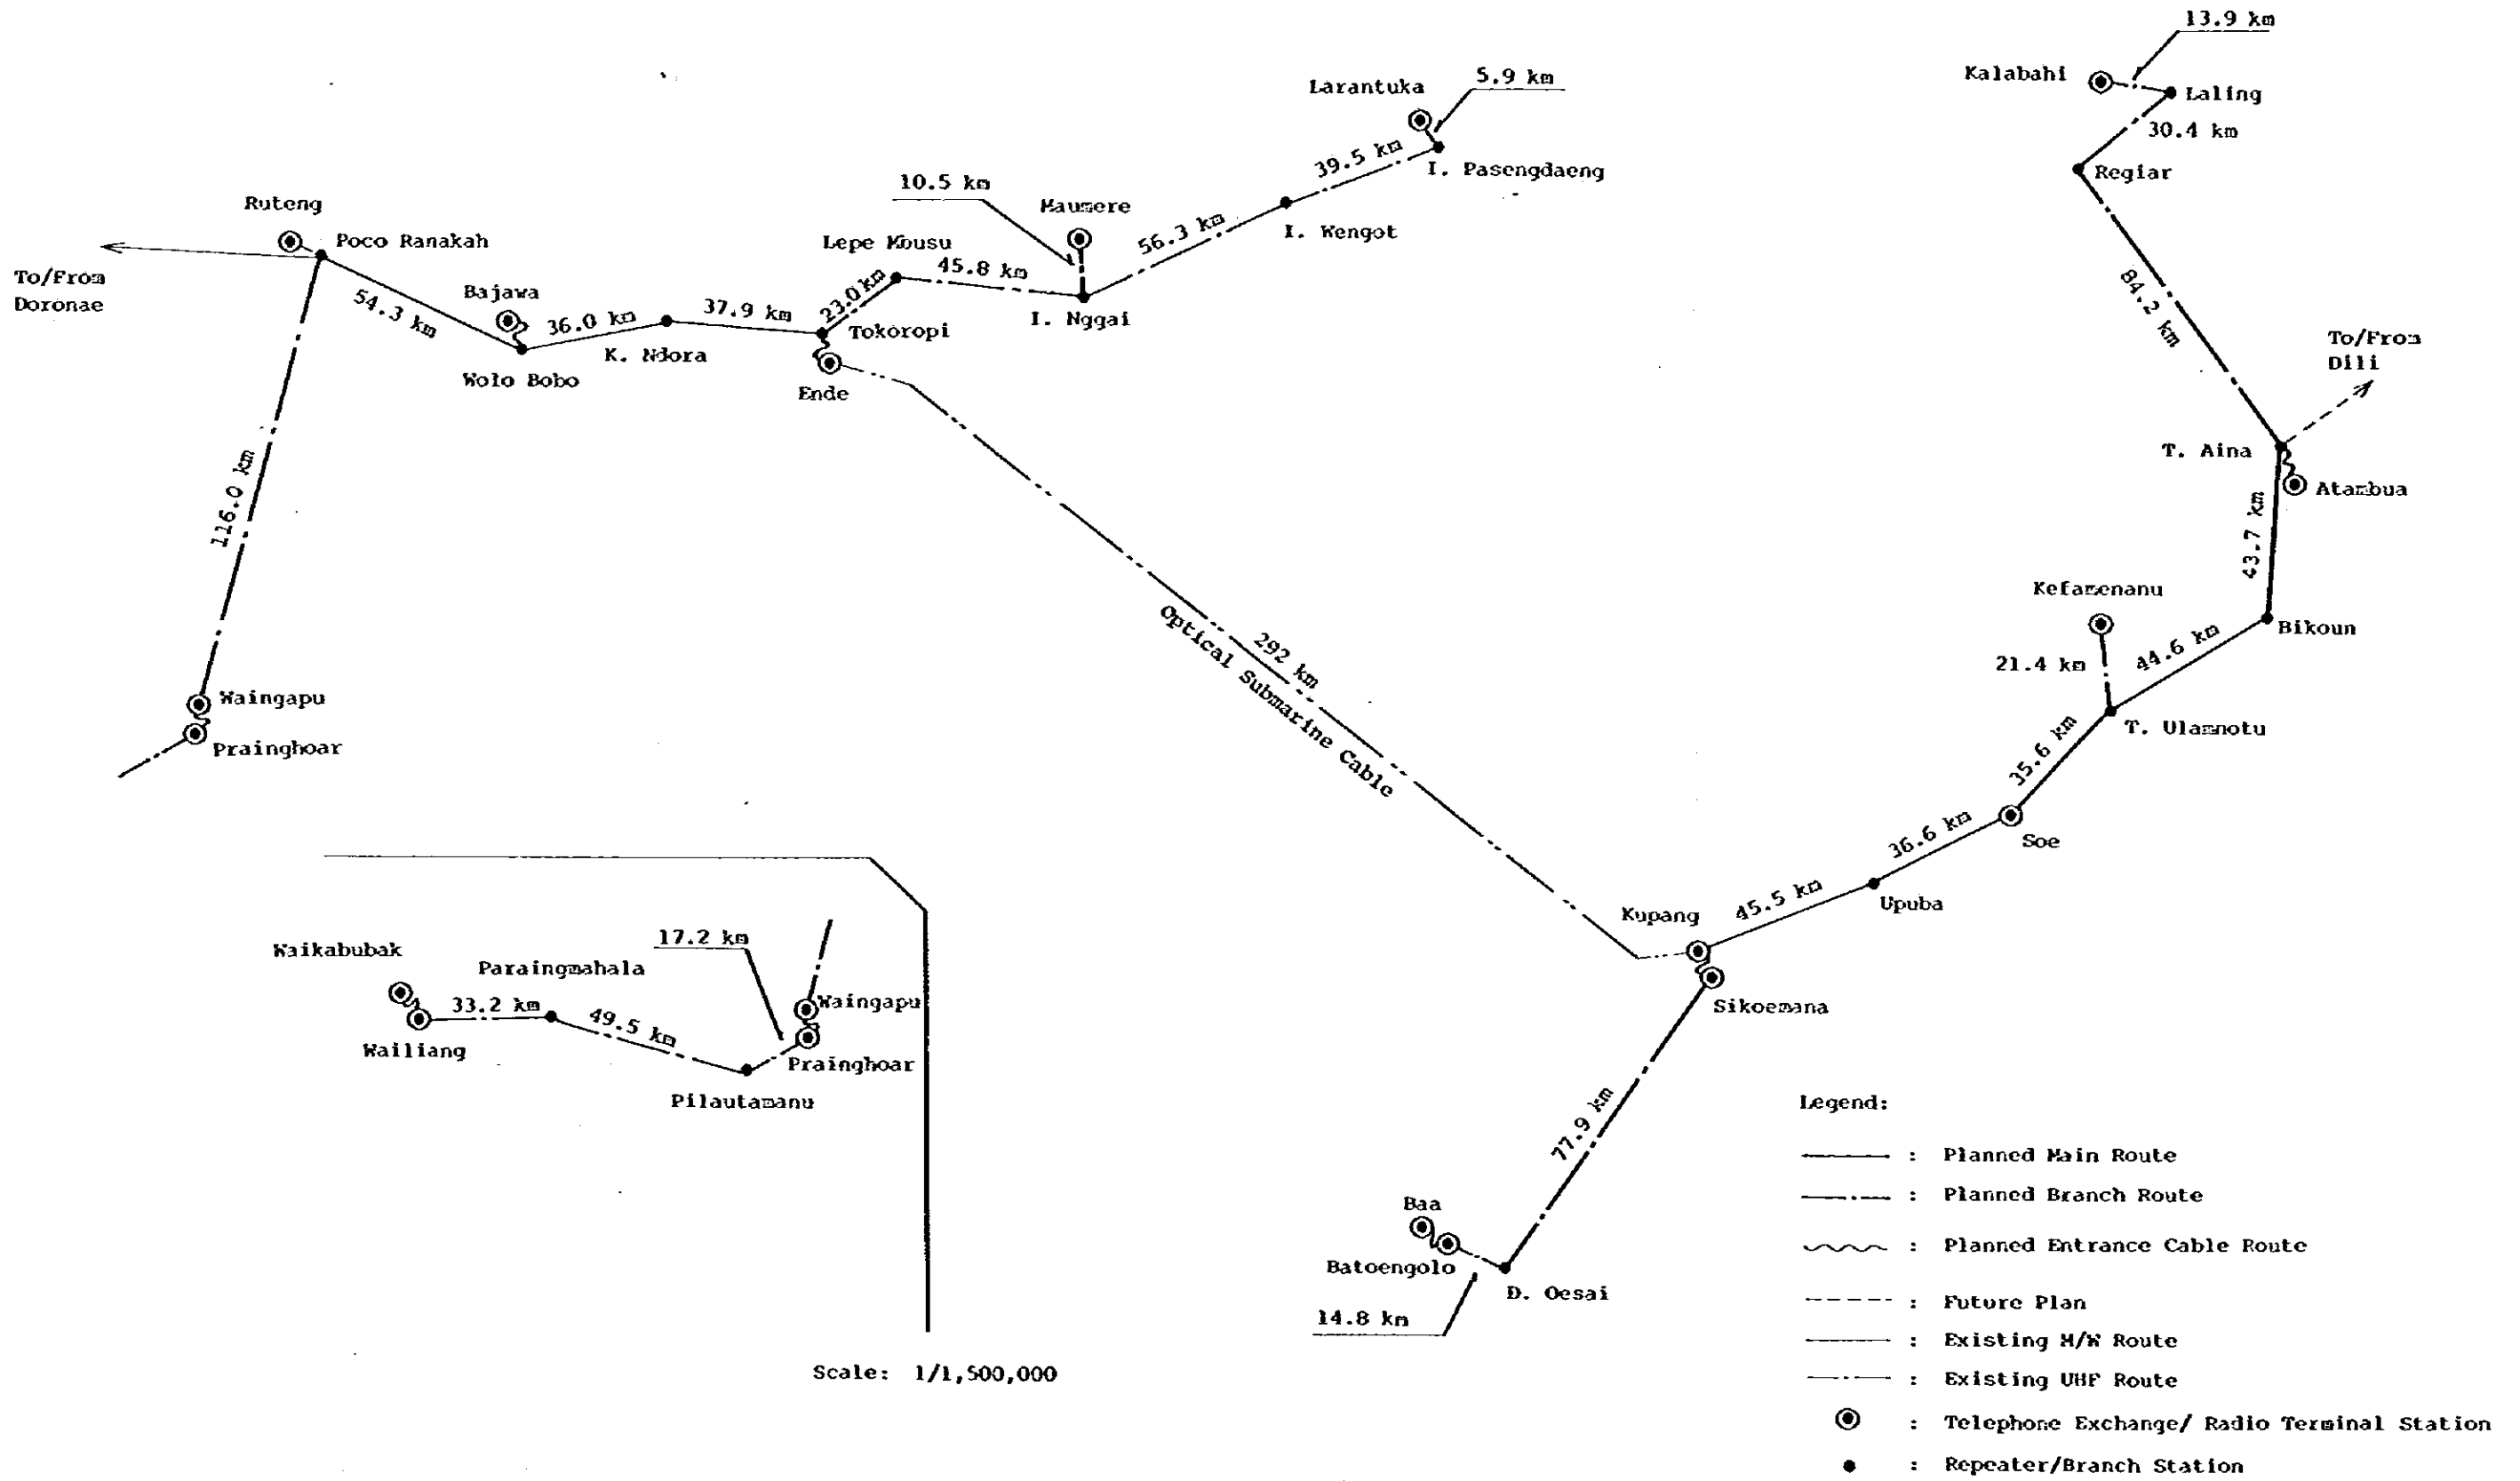 13.9 km
Kalabahi
Laling
30.4 km
Regiar
Larantuka
5.9 km
39.5 km
I. Pasengdaeng
10.5 km
Maumere
56.3 km
I. Wengot
Ruteng
Poco Ranakah
To/From
Doronae
Lepe Mousu
45.8 km
I. Nggai
54.3 km
Bajawa
36.0 km
37.9 km
23.0 km
Tokoropi
K. Ndora
Wolo Bobo
Ende
84.2 km
To/From
Dili
T. Aina
Atambua
116.0 km
43.7 km
Kefamenanu
Bikoun
21.4 km
44.6 km
292 km
Optical Submarine Cable
Waingapu
Prainghoar
T. Ulamnotu
35.6 km
Soe
36.6 km
Upuba
Kupang
45.5 km
Sikoemana
Waikabubak
17.2 km
Paraingmahala
33.2 km
49.5 km
Waingapu
Wailiang
Prainghoar
Pilautamanu
77.9 km
Baa
Batoengolo
D. Oesai
14.8 km
Scale: 1/1,500,000
Legend:
: Planned Main Route
: Planned Branch Route
: Planned Entrance Cable Route
: Future Plan
: Existing M/W Route
: Existing UHF Route
: Telephone Exchange/ Radio Terminal Station
: Repeater/Branch Station